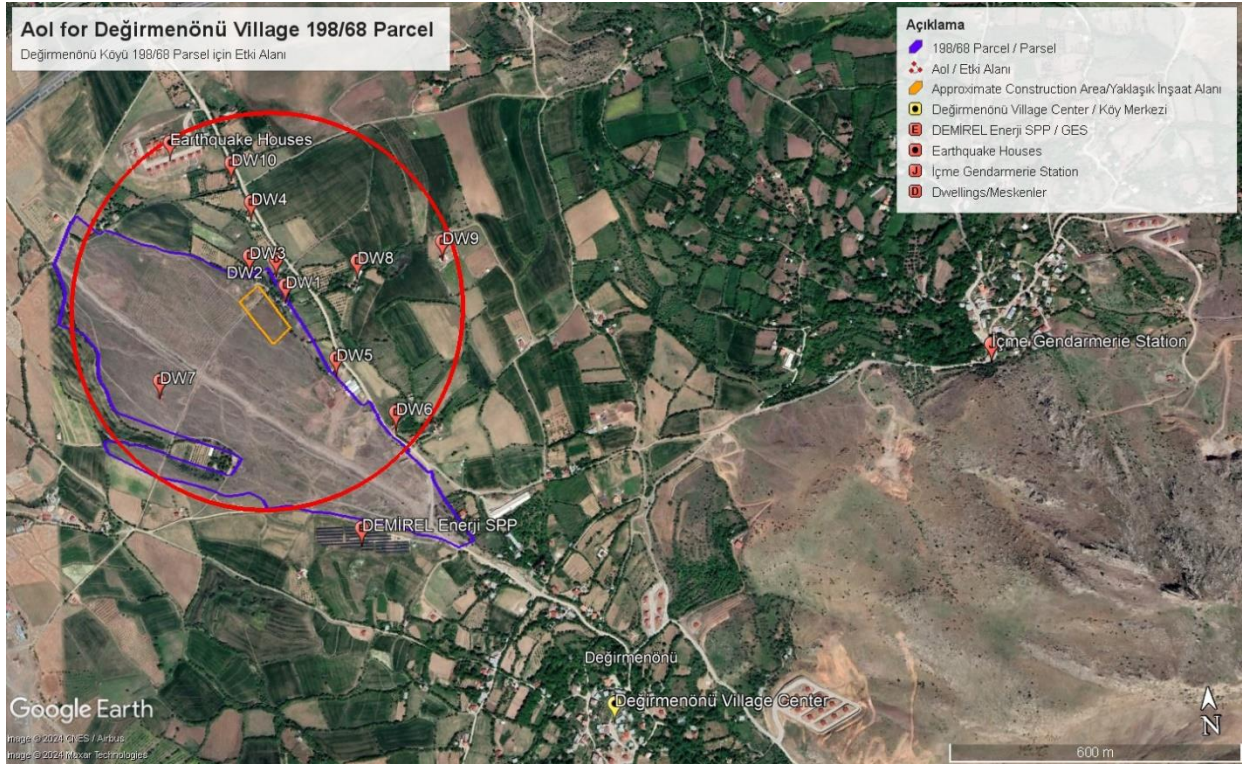 AoI for Değirmenönü Village 198/68 Parcel
Değirmenönü Köyü 198/68 Parsel için Etki Alanı
Açıklama
198/68 Parcel / Parsel
AoI / Etki Alanı
Approximate Construction Area/Yaklaşık İnşaat Alanı
Değirmenönü Village Center / Köy Merkezi
E DEMİREL Enerji SPP / GES
Earthquake Houses
J İçme Gendarmerie Station
D Dwellings/Meskenler
Earthquake Houses
DW10
DW4
DW9
DW3
DW8
DW2
DW1
İçme Gendarmerie Station
DW5
DW7
DW6
DEMİREL Enerji SPP
Değirmenönü
Değirmenönü Village Center
Google Earth
Image © 2024 CNES / Airbus
Image © 2024 Maxar Technologies
N
600 m